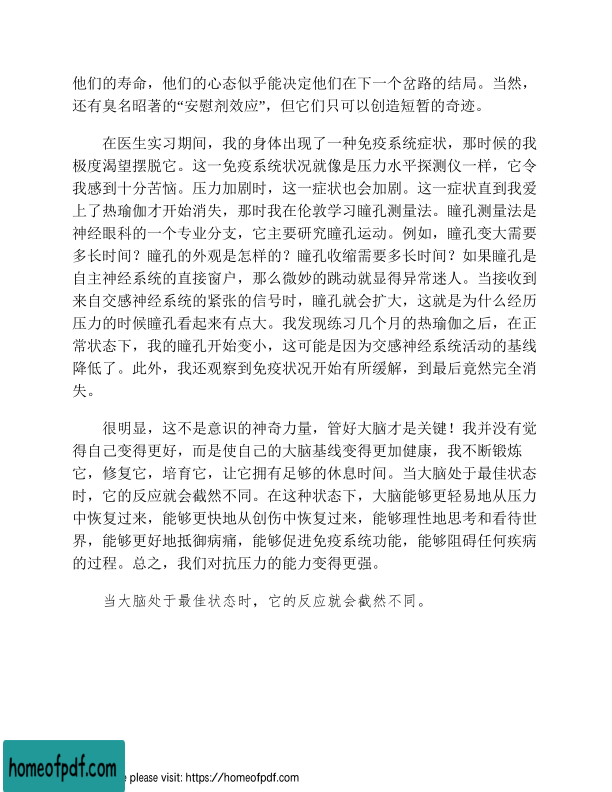 他们的寿命，他们的心态似乎能决定他们在下一个岔路的结局。当然，
还有臭名昭著的“安慰剂效应”，但它们只可以创造短暂的奇迹。
在医生实习期间，我的身体出现了一种免疫系统症状，那时候的我
极度渴望摆脱它。这一免疫系统状况就像是压力水平探测仪一样，它令
我感到十分苦恼。压力加剧时，这一症状也会加剧。这一症状直到我爱
上了热瑜伽才开始消失，那时我在伦敦学习瞳孔测量法。瞳孔测量法是
神经眼科的一个专业分支，它主要研究瞳孔运动。例如，瞳孔变大需要
多长时间？瞳孔的外观是怎样的？瞳孔收缩需要多长时间？如果瞳孔是
自主神经系统的直接窗户，那么微妙的跳动就显得异常迷人。当接收到
来自交感神经系统的紧张的信号时，瞳孔就会扩大，这就是为什么经历
压力的时候瞳孔看起来有点大。我发现练习几个月的热瑜伽之后，在正
常状态下，我的瞳孔开始变小，这可能是因为交感神经系统活动的基线
降低了。此外，我还观察到免疫状况开始有所缓解，到最后竟然完全消
失。
很明显，这不是意识的神奇力量，管好大脑才是关键！我并没有觉
得自己变得更好，而是使自己的大脑基线变得更加健康，我不断锻炼
它，修复它，培育它，让它拥有足够的休息时间。当大脑处于最佳状态
时，它的反应就会截然不同。在这种状态下，大脑能够更轻易地从压力
中恢复过来，能够更快地从创伤中恢复过来，能够理性地思考和看待世
界，能够更好地抵御病痛，能够促进免疫系统功能，能够阻碍任何疾病
的过程。总之，我们对抗压力的能力变得更强。
当大脑处于最佳状态时，它的反应就会截然不同。
homeofpdf.com
please visit: https://homeofpdf.com